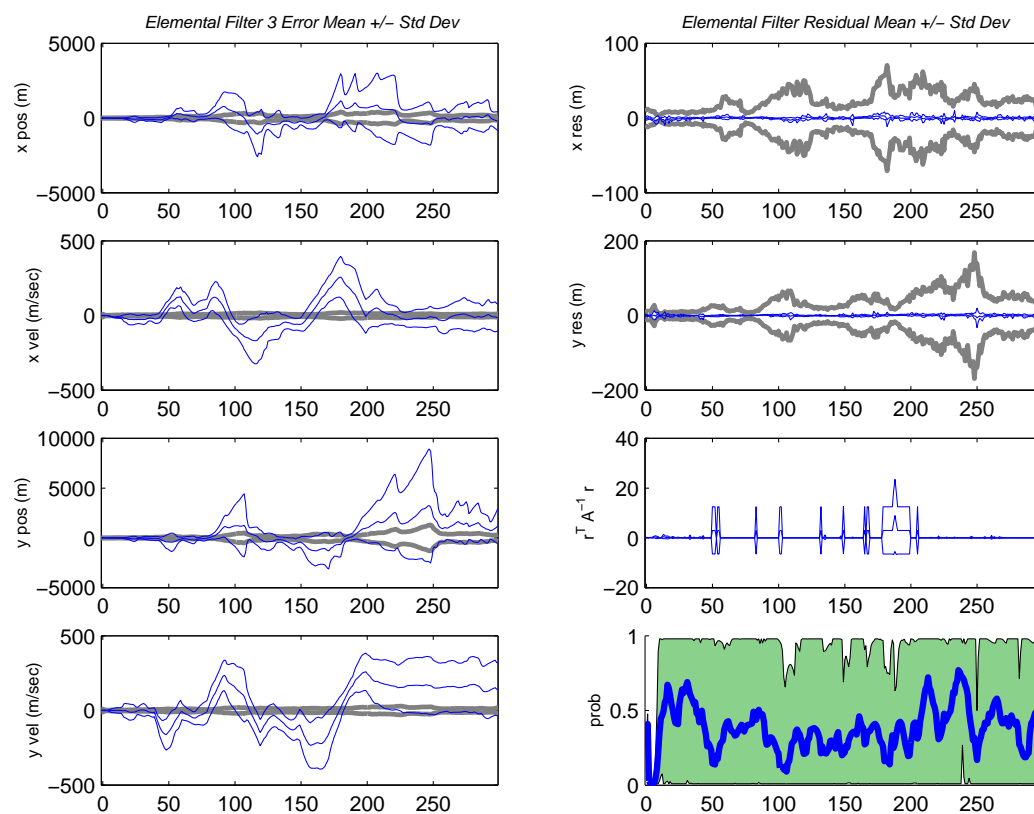 Elemental Filter 3 Error Mean +/− Std Dev
5000
0
−5000
x pos (m)
0 50 100 150 200 250
500
0
−500
x vel (m/sec)
0 50 100 150 200 250
10000
5000
0
−5000
y pos (m)
0 50 100 150 200 250
500
0
−500
y vel (m/sec)
0 50 100 150 200 250
Elemental Filter Residual Mean +/− Std Dev
100
0
−100
x res (m)
0 50 100 150 200 250
200
0
−200
y res (m)
0 50 100 150 200 250
40
20
0
−20
r^T A^−1 r
0 50 100 150 200 250
1
0.5
0
prob
0 50 100 150 200 250